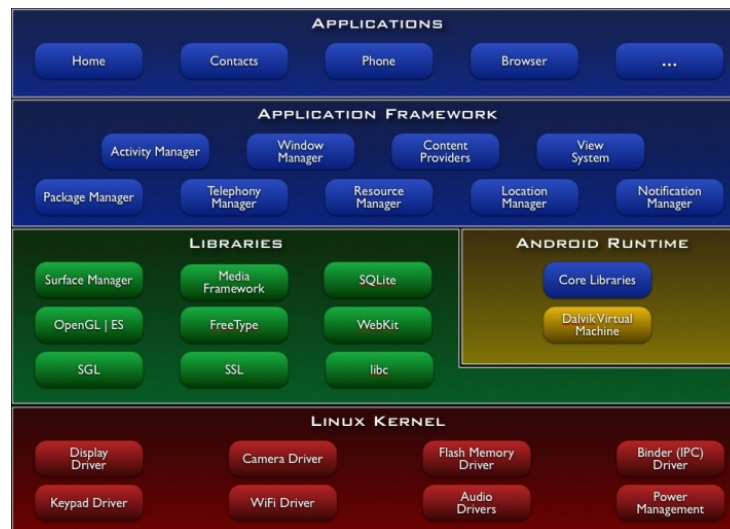 APPLICATIONS
Home
Contacts
Phone
Browser
...
APPLICATION FRAMEWORK
Activity Manager
Window
Manager
Content
Providers
View
System
Package Manager
Telephony
Manager
Resource
Manager
Location
Manager
Notification
Manager
LIBRARIES
Surface Manager
Media
Framework
SQLite
OpenGL | ES
FreeType
WebKit
SGL
SSL
libc
ANDROID RUNTIME
Core Libraries
Dalvik Virtual
Machine
LINUX KERNEL
Display
Driver
Camera Driver
Flash Memory
Driver
Binder (IPC)
Driver
Keypad Driver
WiFi Driver
Audio
Drivers
Power
Management